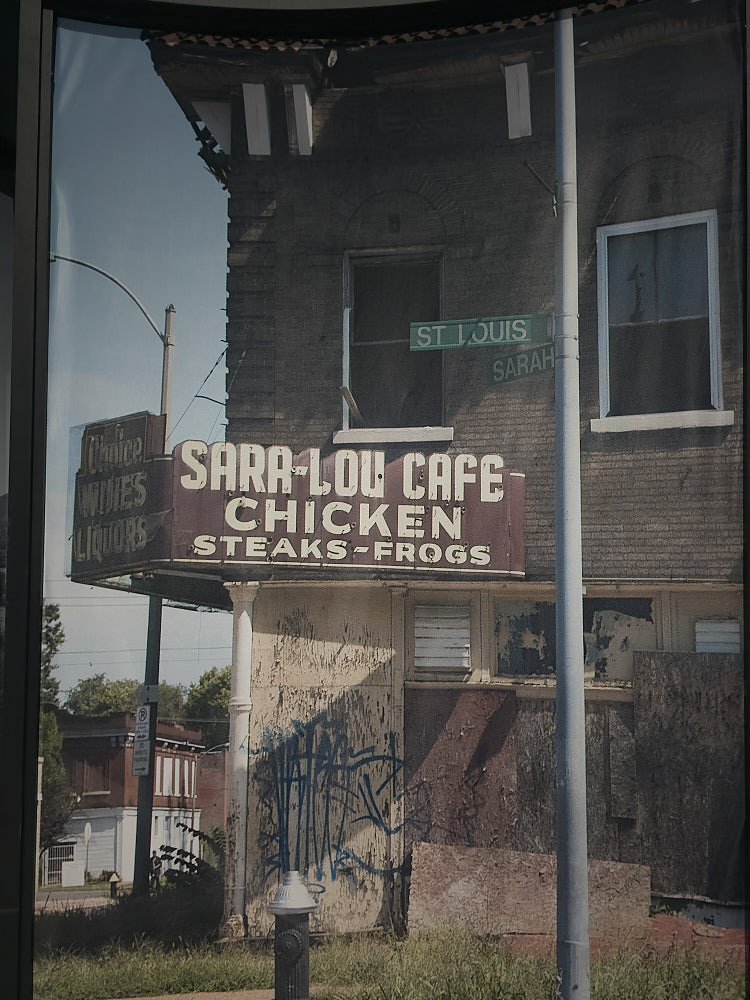 ST LOUIS
SARAH
Choice
WINES
LIQUORS
SARA-LOU CAFE
CHICKEN
STEAKS-FROGS